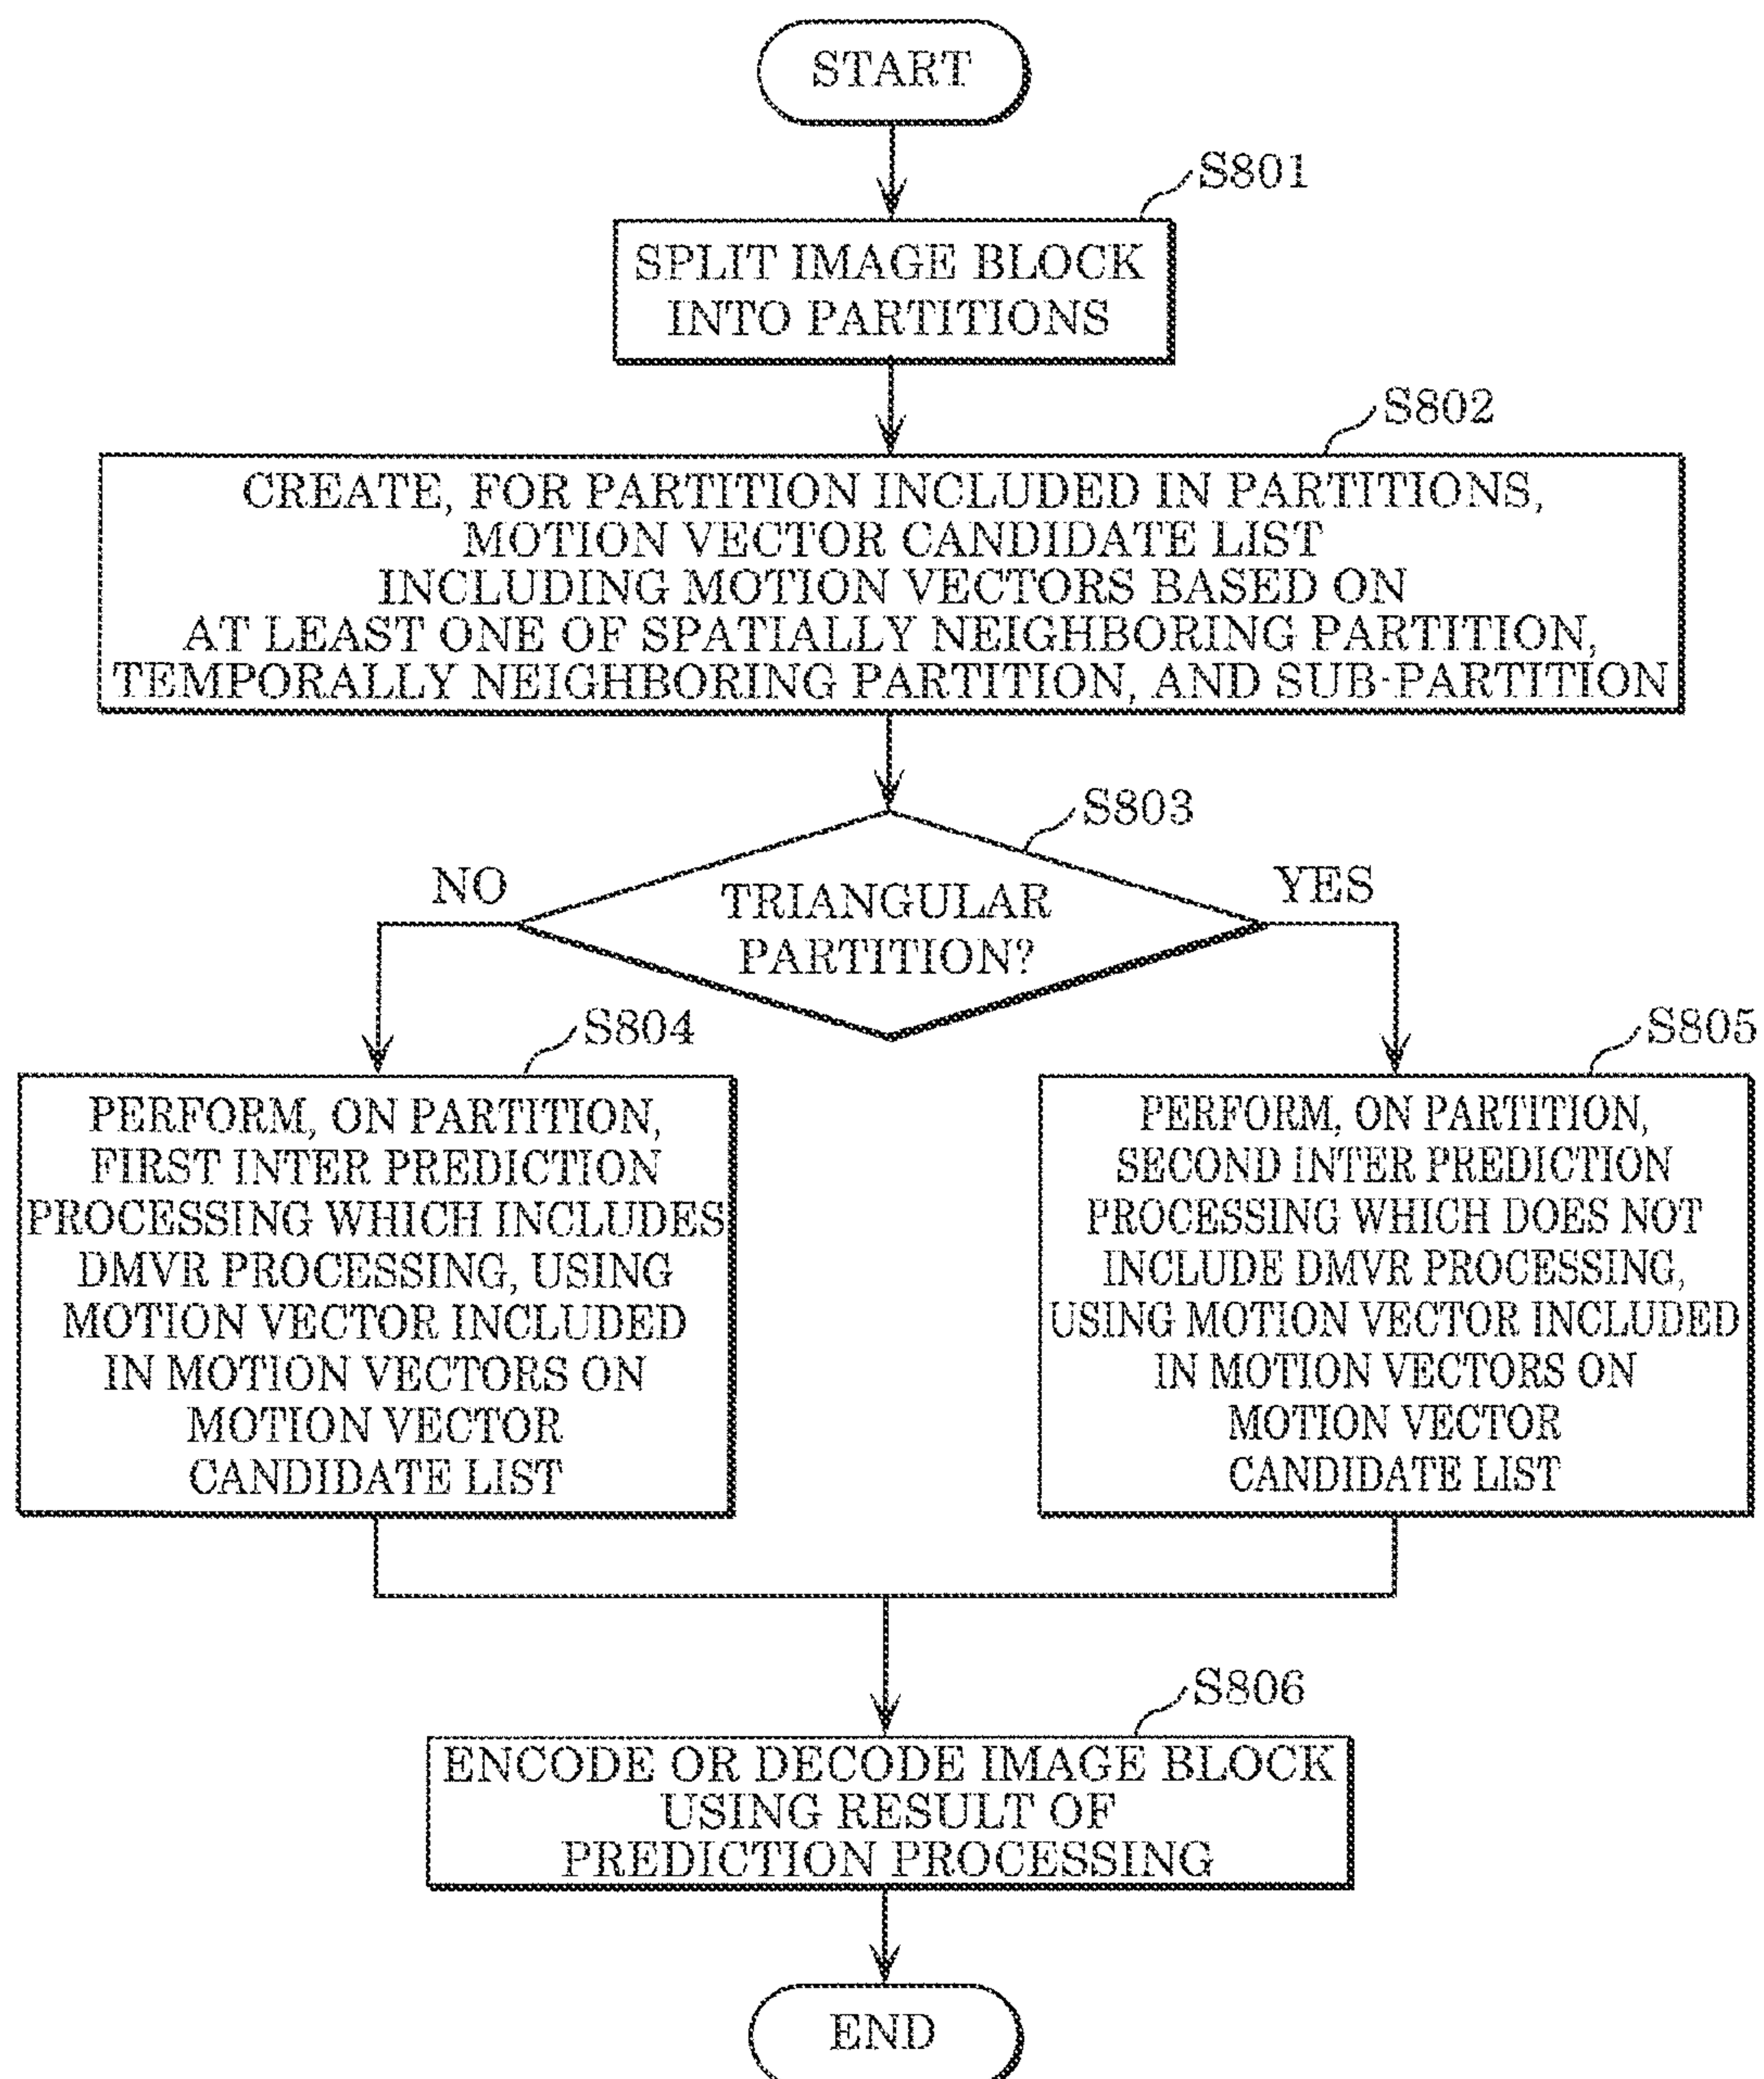 START
S801
SPLIT IMAGE BLOCK
INTO PARTITIONS
S802
CREATE, FOR PARTITION INCLUDED IN PARTITIONS,
MOTION VECTOR CANDIDATE LIST
INCLUDING MOTION VECTORS BASED ON
AT LEAST ONE OF SPATIALLY NEIGHBORING PARTITION,
TEMPORALLY NEIGHBORING PARTITION, AND SUB-PARTITION
S803
NO
YES
TRIANGULAR
PARTITION?
S804
PERFORM, ON PARTITION,
FIRST INTER PREDICTION
PROCESSING WHICH INCLUDES
DMVR PROCESSING, USING
MOTION VECTOR INCLUDED
IN MOTION VECTORS ON
MOTION VECTOR
CANDIDATE LIST
S805
PERFORM, ON PARTITION,
SECOND INTER PREDICTION
PROCESSING WHICH DOES NOT
INCLUDE DMVR PROCESSING,
USING MOTION VECTOR INCLUDED
IN MOTION VECTORS ON
MOTION VECTOR
CANDIDATE LIST
S806
ENCODE OR DECODE IMAGE BLOCK
USING RESULT OF
PREDICTION PROCESSING
END